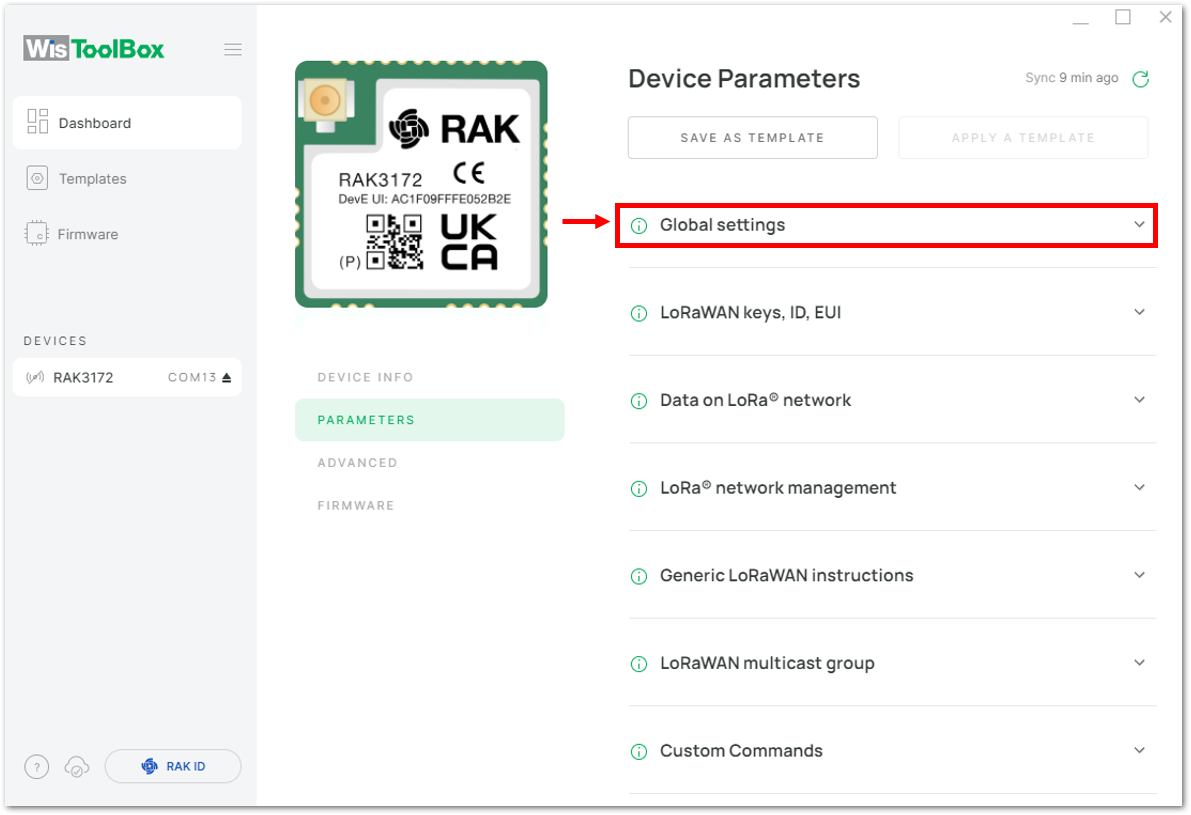 WisToolBox
Dashboard
Templates
Firmware
DEVICES
RAK3172 COM13
? RAK ID
RAK
RAK3172 CE
DevE UI: AC1F09FFFE052B2E
UK
CA
(P)
DEVICE INFO
PARAMETERS
ADVANCED
FIRMWARE
Device Parameters Sync 9 min ago
SAVE AS TEMPLATE APPLY A TEMPLATE
Global settings
LoRaWAN keys, ID, EUI
Data on LoRa® network
LoRa® network management
Generic LoRaWAN instructions
LoRaWAN multicast group
Custom Commands